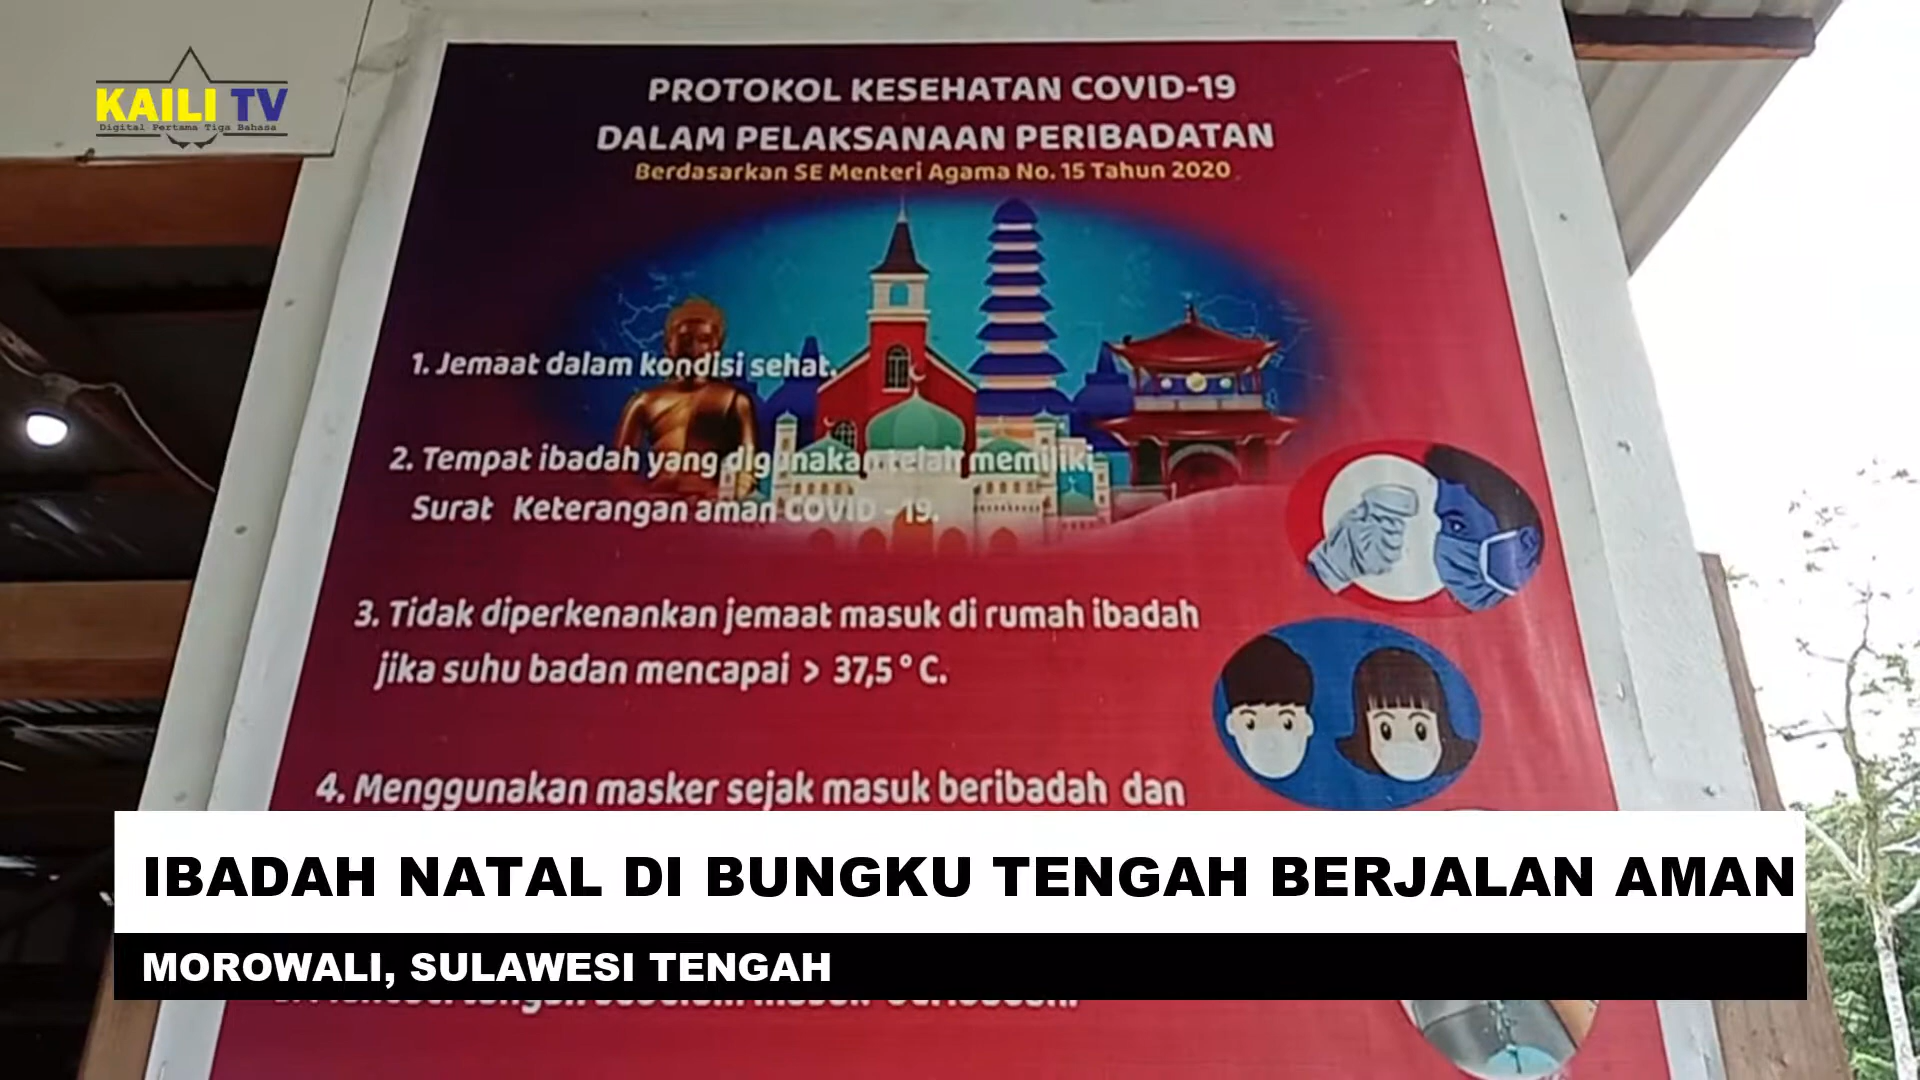 KAILI TV
Digital Pertama Tiga Bahasa
PROTOKOL KESEHATAN COVID-19
DALAM PELAKSANAAN PERIBADATAN
Berdasarkan SE Menteri Agama No. 15 Tahun 2020
1. Jemaat dalam kondisi sehat.
2. Tempat ibadah yang digunakan telah memiliki
Surat Keterangan aman COVID - 19.
3. Tidak diperkenankan jemaat masuk di rumah ibadah
jika suhu badan mencapai > 37,5° C.
4. Menggunakan masker sejak masuk beribadah dan
IBADAH NATAL DI BUNGKU TENGAH BERJALAN AMAN
MOROWALI, SULAWESI TENGAH